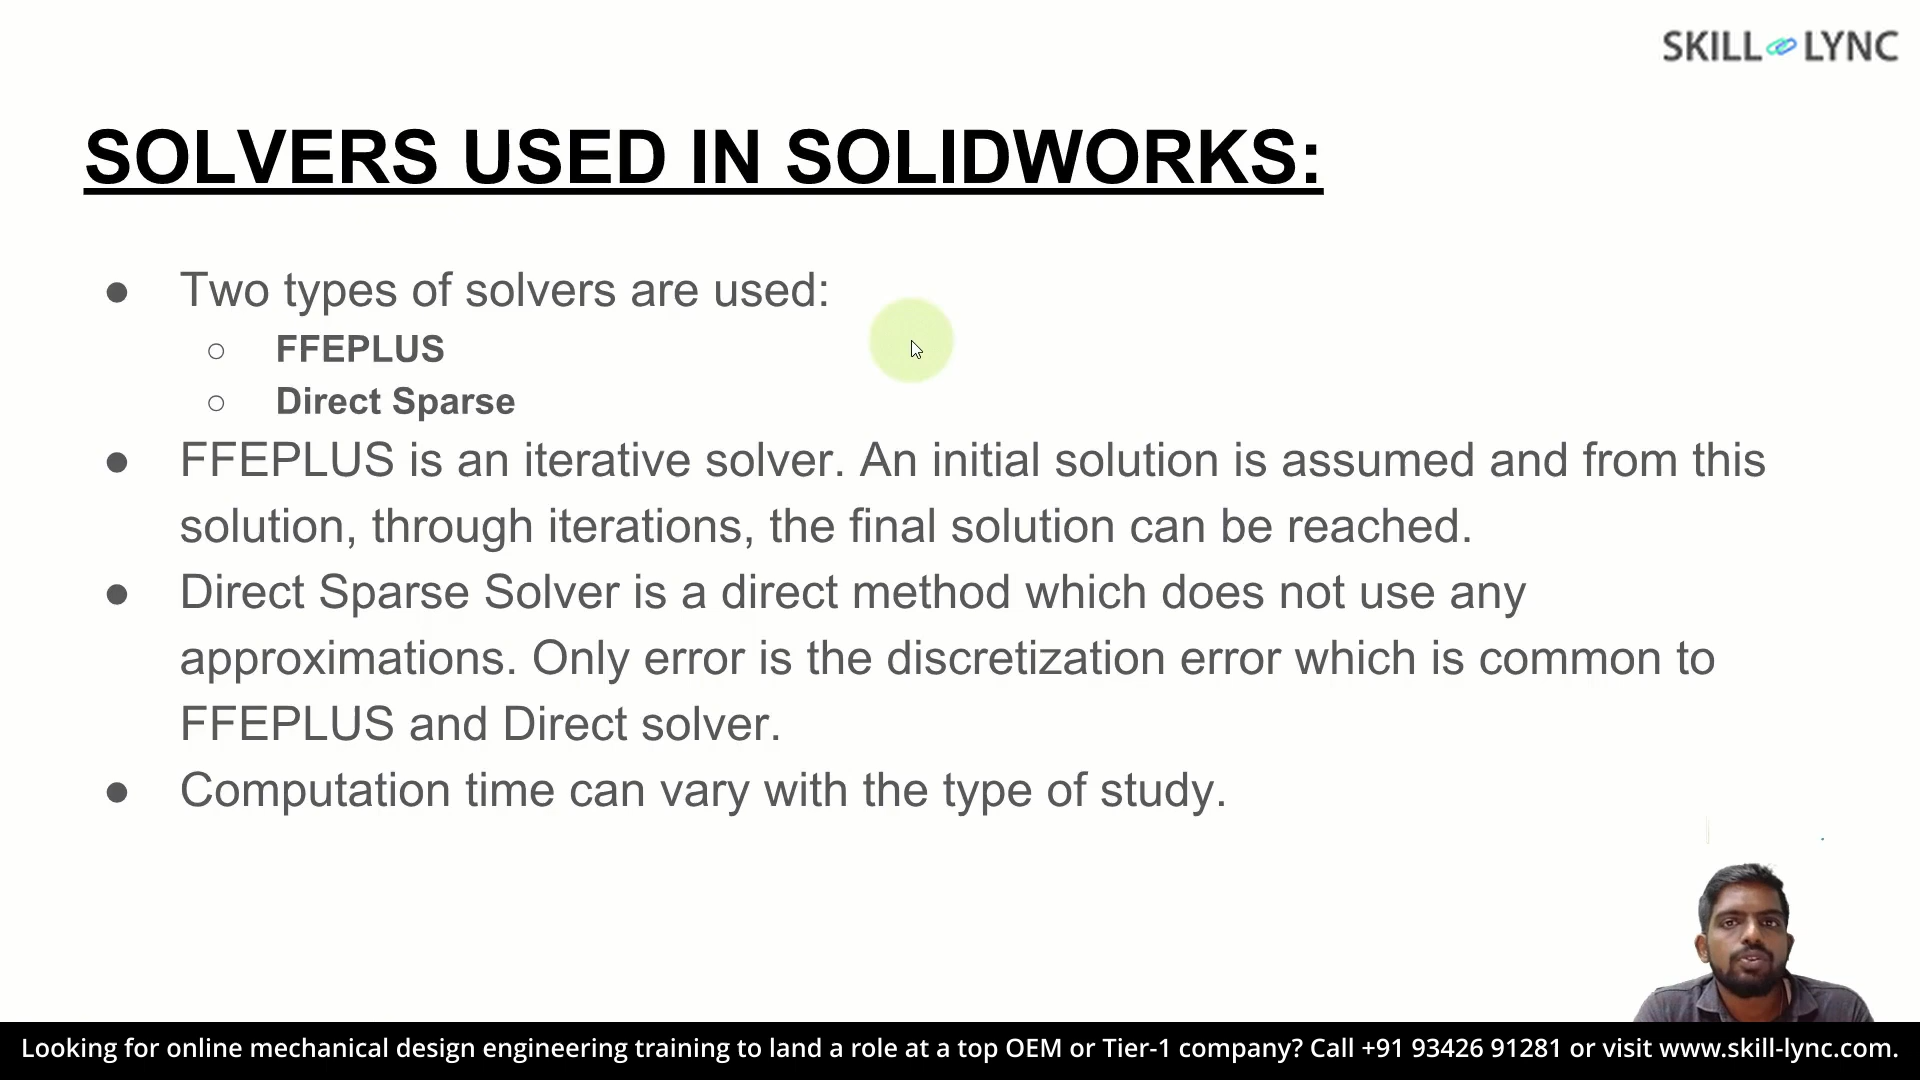 SKILL LYNC
SOLVERS USED IN SOLIDWORKS:
● Two types of solvers are used:
○ FFEPLUS
○ Direct Sparse
● FFEPLUS is an iterative solver. An initial solution is assumed and from this
solution, through iterations, the final solution can be reached.
● Direct Sparse Solver is a direct method which does not use any
approximations. Only error is the discretization error which is common to
FFEPLUS and Direct solver.
● Computation time can vary with the type of study.
Looking for online mechanical design engineering training to land a role at a top OEM or Tier-1 company? Call +91 93426 91281 or visit www.skill-lync.com.